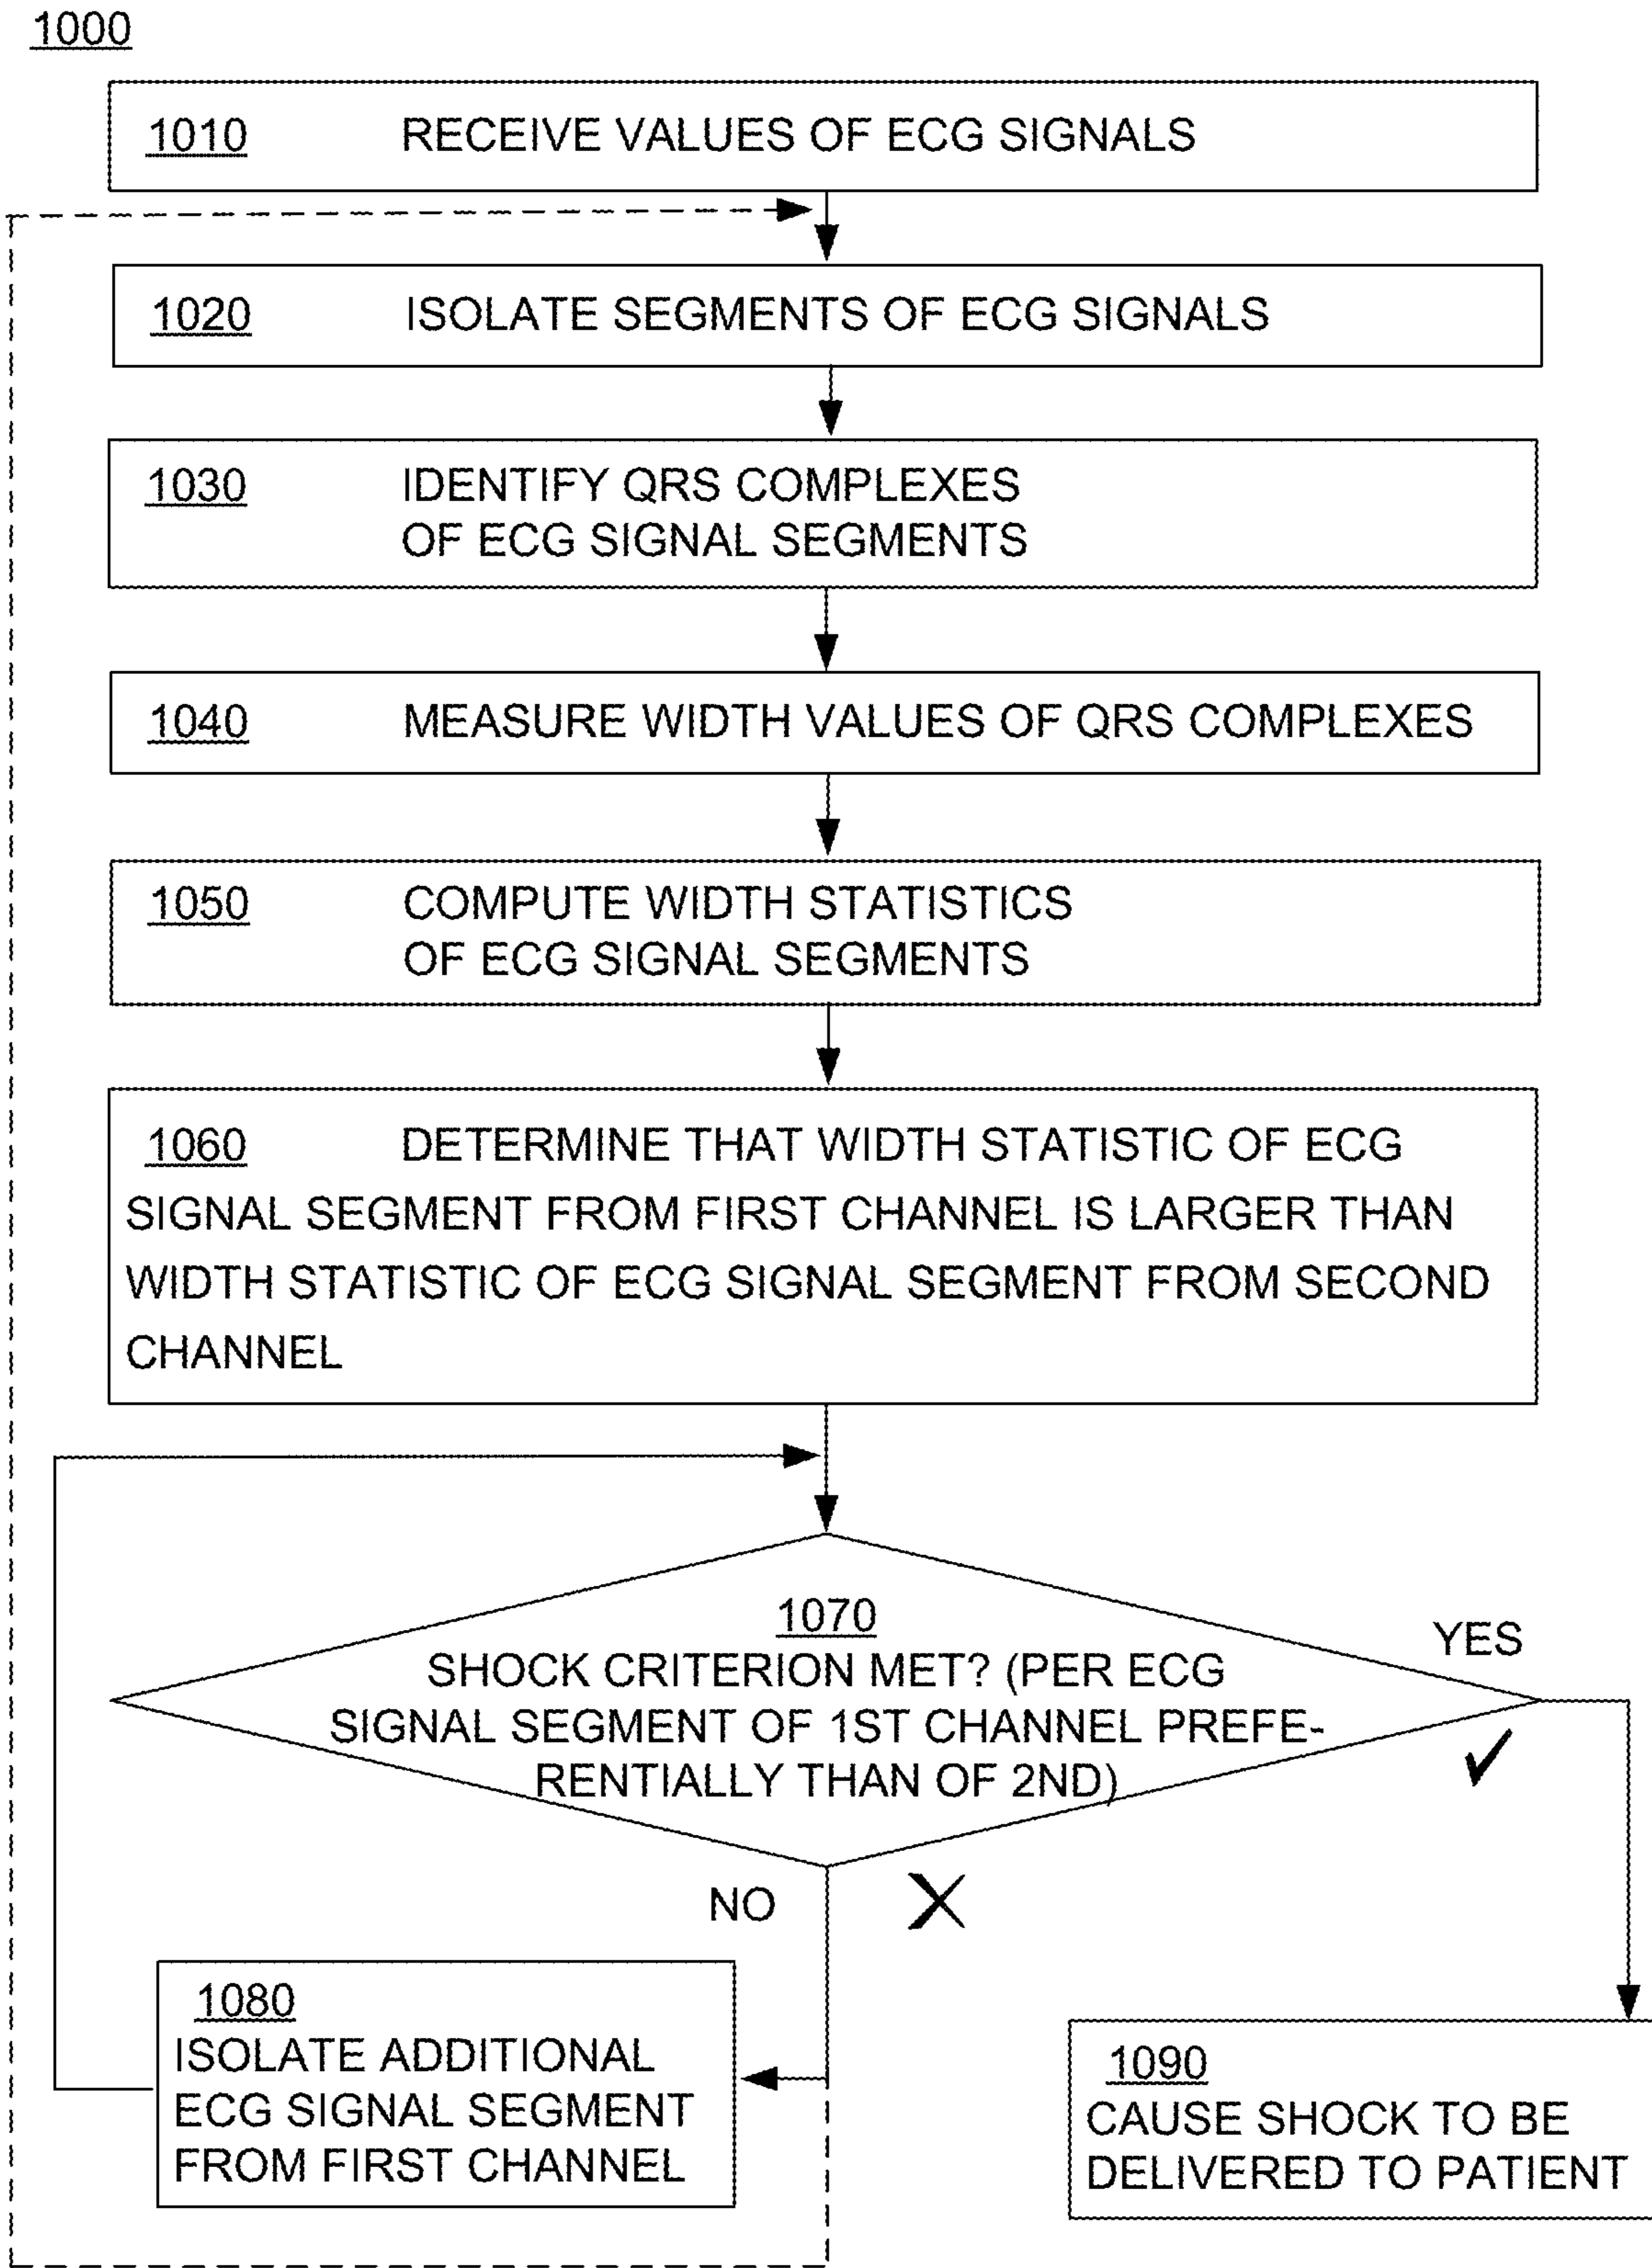 1000
1010 RECEIVE VALUES OF ECG SIGNALS
1020 ISOLATE SEGMENTS OF ECG SIGNALS
1030 IDENTIFY QRS COMPLEXES
OF ECG SIGNAL SEGMENTS
1040 MEASURE WIDTH VALUES OF QRS COMPLEXES
1050 COMPUTE WIDTH STATISTICS
OF ECG SIGNAL SEGMENTS
1060 DETERMINE THAT WIDTH STATISTIC OF ECG
SIGNAL SEGMENT FROM FIRST CHANNEL IS LARGER THAN
WIDTH STATISTIC OF ECG SIGNAL SEGMENT FROM SECOND
CHANNEL
1070
SHOCK CRITERION MET? (PER ECG
SIGNAL SEGMENT OF 1ST CHANNEL PREFE-
RENTIALLY THAN OF 2ND)
YES
NO
1080
ISOLATE ADDITIONAL
ECG SIGNAL SEGMENT
FROM FIRST CHANNEL
1090
CAUSE SHOCK TO BE
DELIVERED TO PATIENT